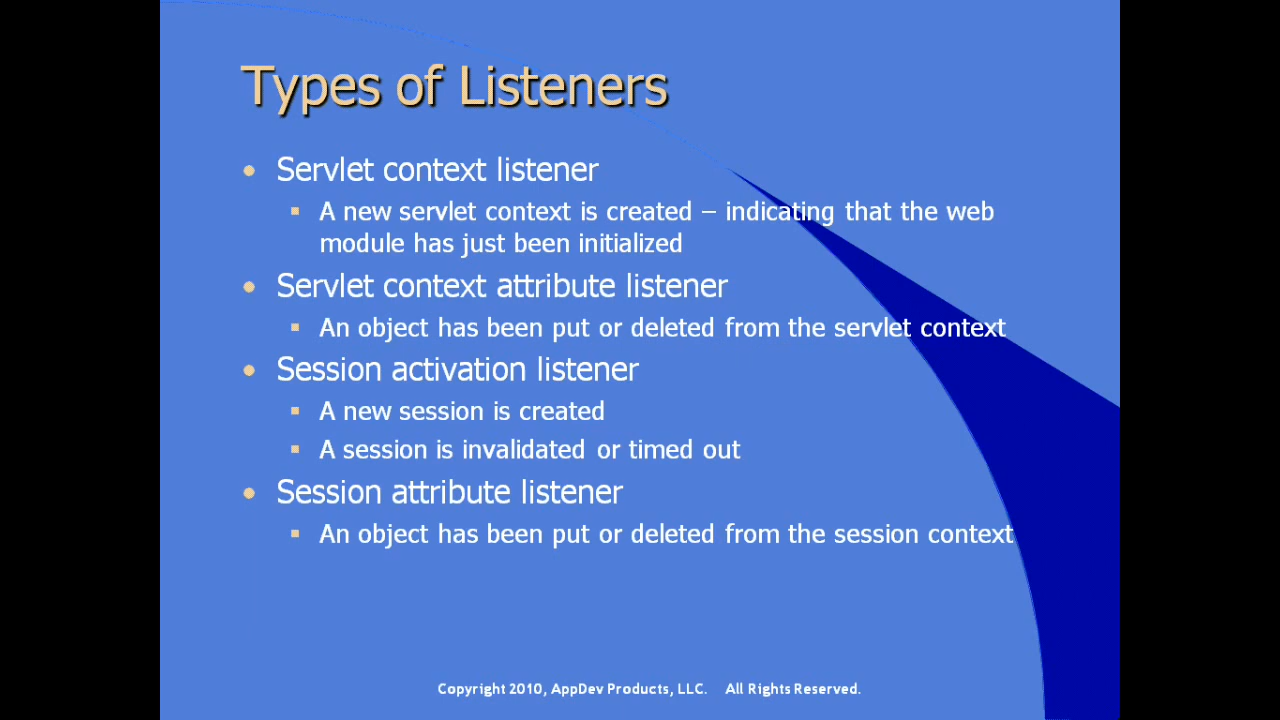 Types of Listeners
• Servlet context listener
▪ A new servlet context is created – indicating that the web
module has just been initialized
• Servlet context attribute listener
▪ An object has been put or deleted from the servlet context
• Session activation listener
▪ A new session is created
▪ A session is invalidated or timed out
• Session attribute listener
▪ An object has been put or deleted from the session context
Copyright 2010, AppDev Products, LLC. All Rights Reserved.